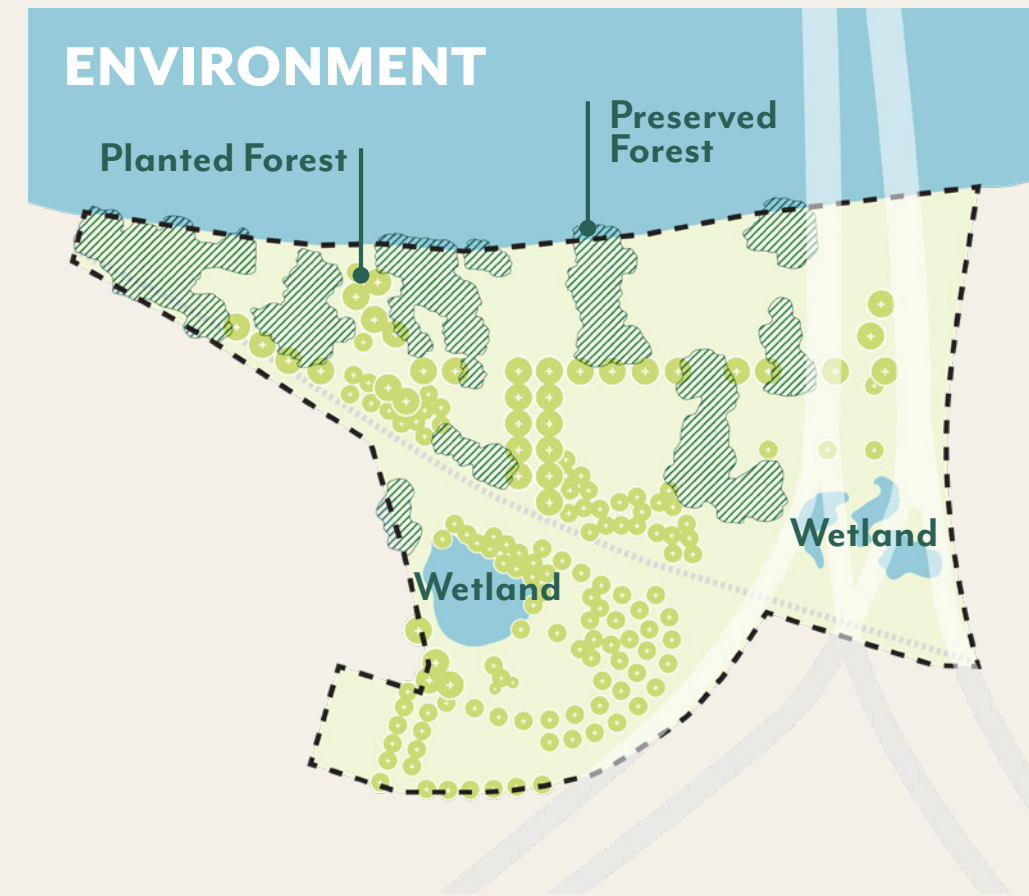 ENVIRONMENT
Preserved
Forest
Planted Forest
Wetland
Wetland